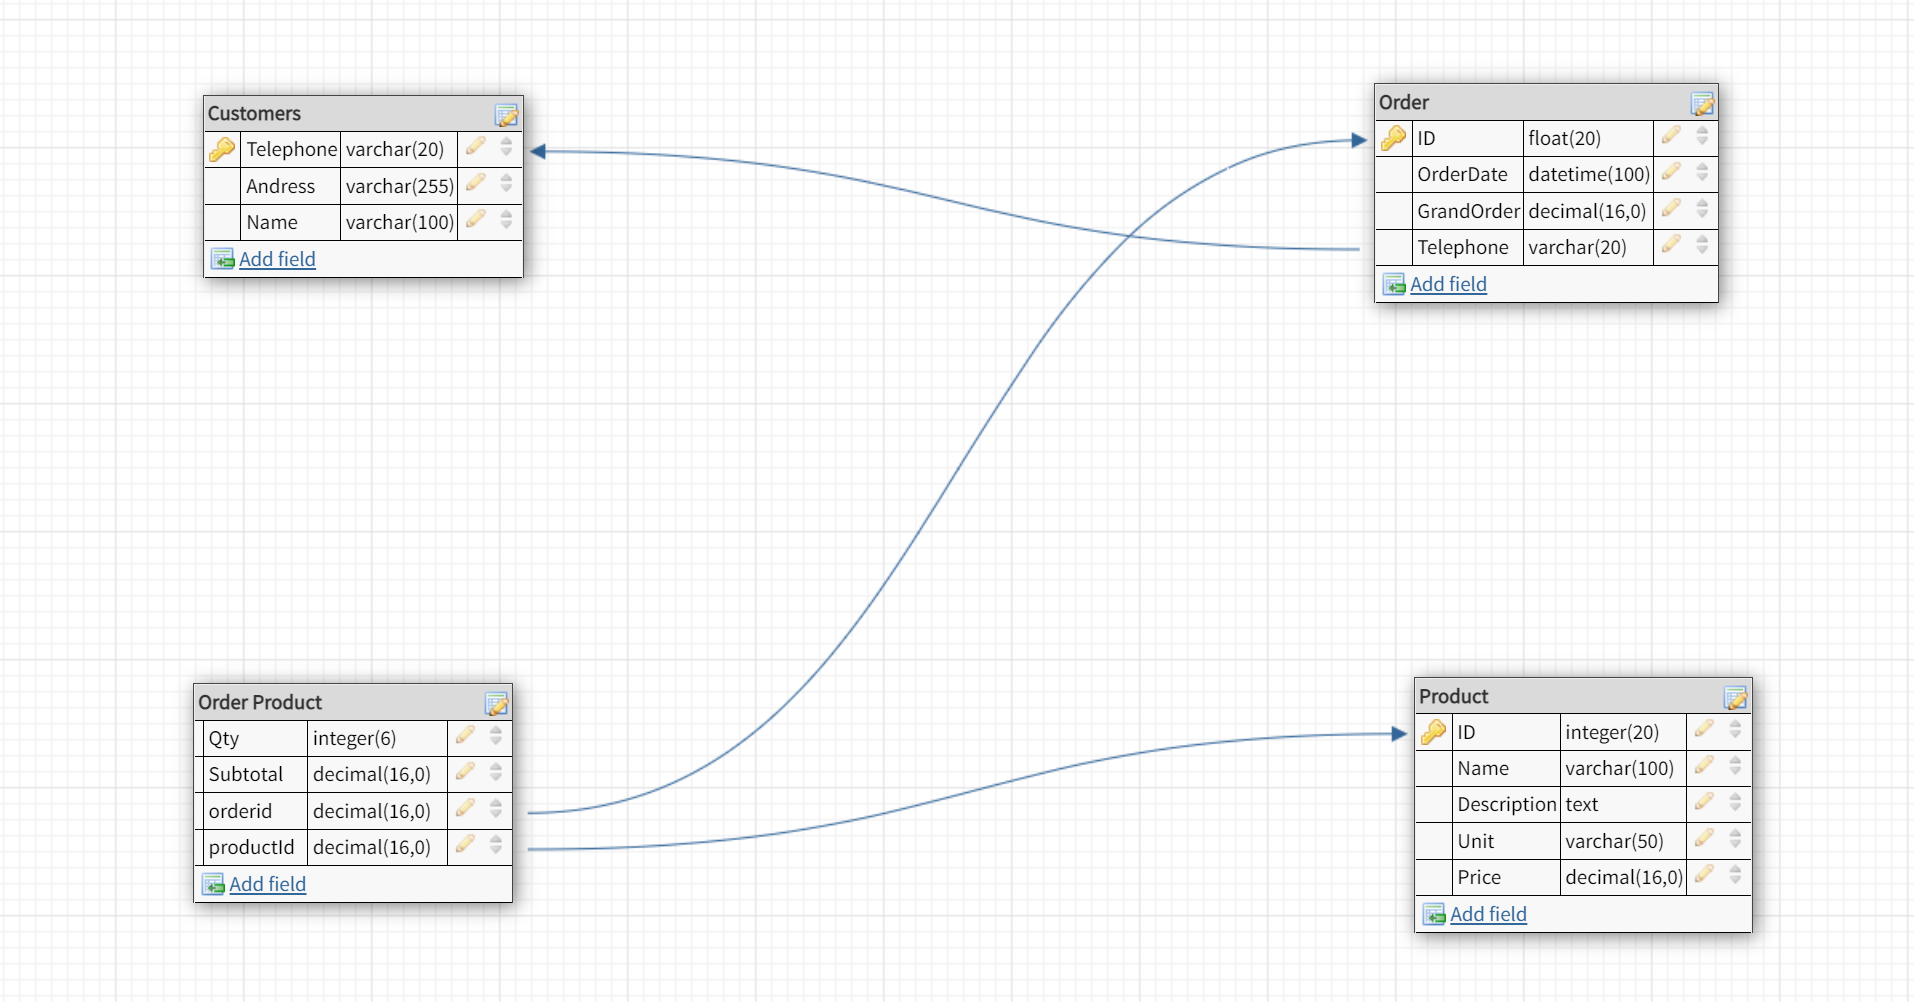 Customers
Telephone varchar(20)
Andress varchar(255)
Name varchar(100)
Add field
Order
ID float(20)
OrderDate datetime(100)
GrandOrder decimal(16,0)
Telephone varchar(20)
Add field
Order Product
Qty integer(6)
Subtotal decimal(16,0)
orderid decimal(16,0)
productId decimal(16,0)
Add field
Product
ID integer(20)
Name varchar(100)
Description text
Unit varchar(50)
Price decimal(16,0)
Add field